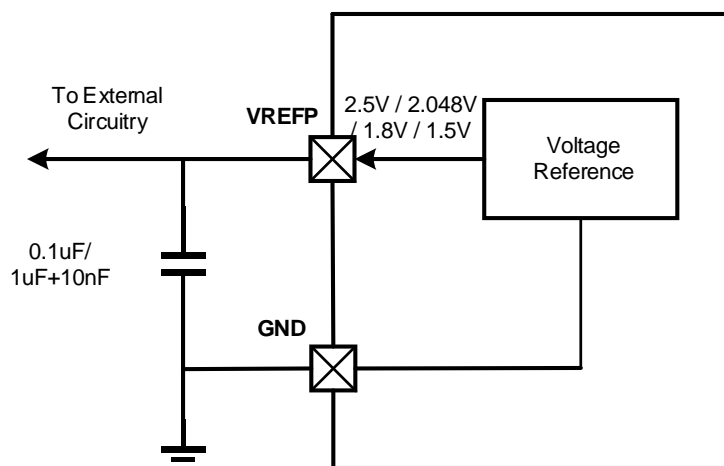 To External
Circuitry
VREFP
2.5V / 2.048V
/ 1.8V / 1.5V
Voltage
Reference
0.1uF/
1uF+10nF
GND